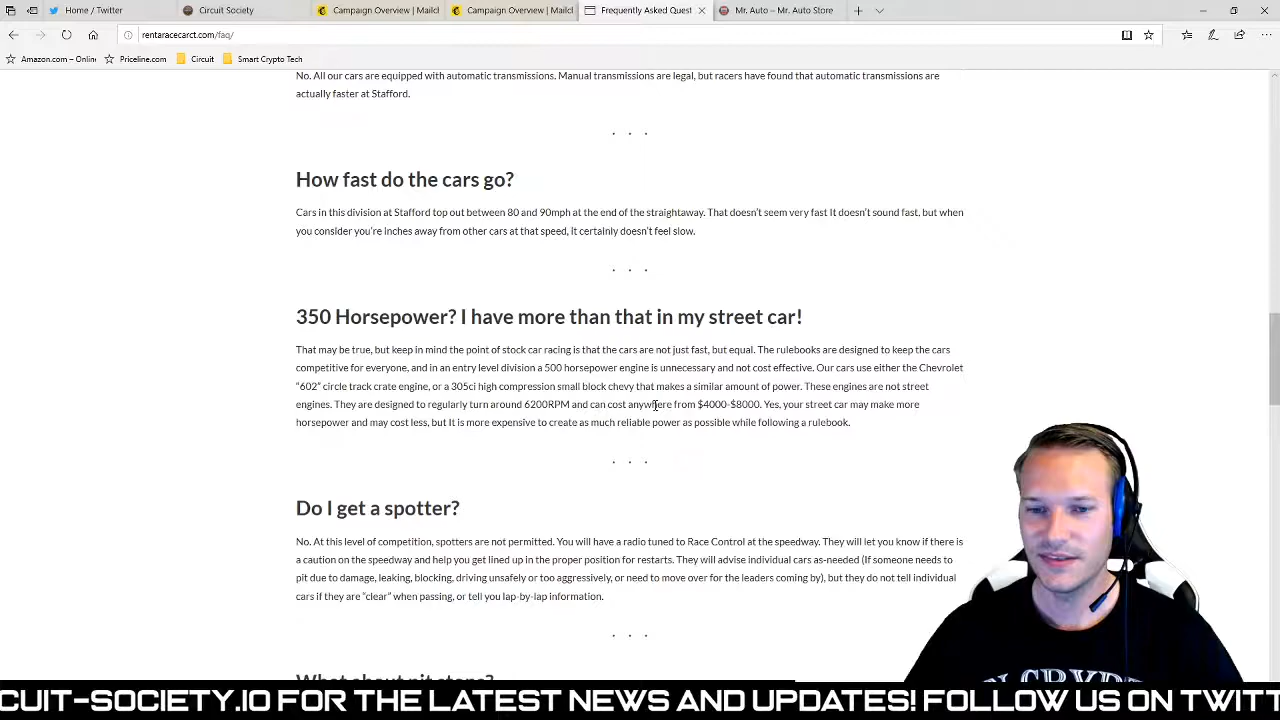 Home / Twitter
Circuit Society
Campaign Overview | Mailcl
Campaign Overview | Mailcl
Frequently Asked Quest
Mr. Auto – Mr. Auto Store
rentaracecarct.com/faq/
Amazon.com – Onlin
Priceline.com
Circuit
Smart Crypto Tech
No. All our cars are equipped with automatic transmissions. Manual transmissions are legal, but racers have found that automatic transmissions are
actually faster at Stafford.
How fast do the cars go?
Cars in this division at Stafford top out between 80 and 90mph at the end of the straightaway. That doesn't seem very fast It doesn't sound fast, but when
you consider you're inches away from other cars at that speed, it certainly doesn't feel slow.
350 Horsepower? I have more than that in my street car!
That may be true, but keep in mind the point of stock car racing is that the cars are not just fast, but equal. The rulebooks are designed to keep the cars
competitive for everyone, and in an entry level division a 500 horsepower engine is unnecessary and not cost effective. Our cars use either the Chevrolet
"602" circle track crate engine, or a 305ci high compression small block chevy that makes a similar amount of power. These engines are not street
engines. They are designed to regularly turn around 6200RPM and can cost anywhere from $4000-$8000. Yes, your street car may make more
horsepower and may cost less, but It is more expensive to create as much reliable power as possible while following a rulebook.
Do I get a spotter?
No. At this level of competition, spotters are not permitted. You will have a radio tuned to Race Control at the speedway. They will let you know if there is
a caution on the speedway and help you get lined up in the proper position for restarts. They will advise individual cars as-needed (If someone needs to
pit due to damage, leaking, blocking, driving unsafely or too aggressively, or need to move over for the leaders coming by), but they do not tell individual
cars if they are "clear" when passing, or tell you lap-by-lap information.
What about pit stops?
CUIT-SOCIETY.IO FOR THE LATEST NEWS AND UPDATES! FOLLOW US ON TWITT